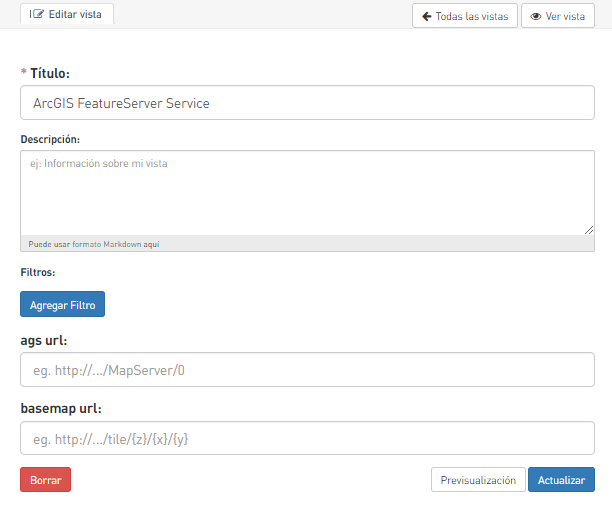 Editar vista
Todas las vistas
Ver vista
* Título:
ArcGIS FeatureServer Service
Descripción:
ej: Información sobre mi vista
Puede usar formato Markdown aquí
Filtros:
Agregar Filtro
ags url:
eg. http://.../MapServer/0
basemap url:
eg. http://.../tile/{z}/{x}/{y}
Borrar
Previsualización
Actualizar